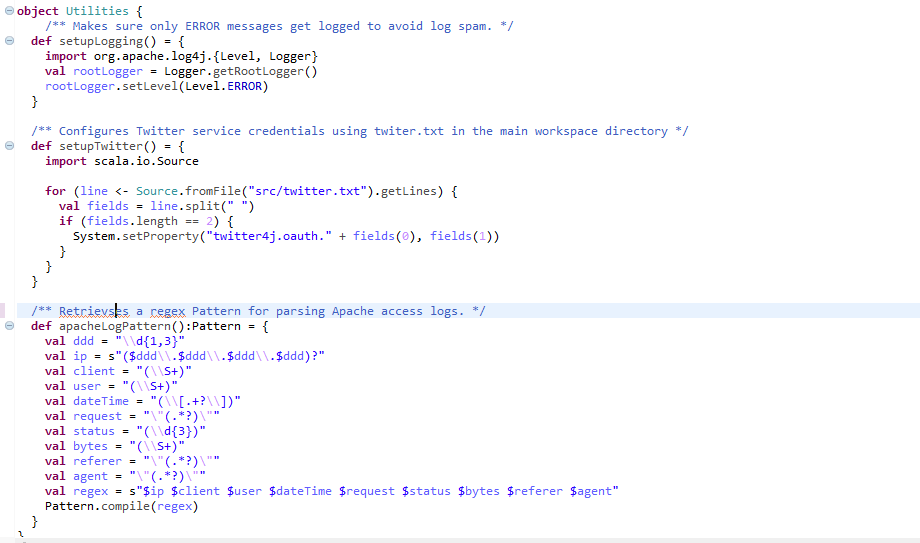 object Utilities {
/** Makes sure only ERROR messages get logged to avoid log spam. */
def setupLogging() = {
import org.apache.log4j.{Level, Logger}
val rootLogger = Logger.getRootLogger()
rootLogger.setLevel(Level.ERROR)
}
/** Configures Twitter service credentials using twiter.txt in the main workspace directory */
def setupTwitter() = {
import scala.io.Source
for (line <- Source.fromFile("src/twitter.txt").getLines) {
val fields = line.split(" ")
if (fields.length == 2) {
System.setProperty("twitter4j.oauth." + fields(0), fields(1))
}
}
}
/** Retrievses a regex Pattern for parsing Apache access logs. */
def apacheLogPattern():Pattern = {
val ddd = "\\d{1,3}"
val ip = s"($ddd\\.$ddd\\.$ddd\\.$ddd)?"
val client = "(\\S+)"
val user = "(\\S+)"
val dateTime = "(\\[.+?\\])"
val request = "\"(.*?)\""
val status = "(\\d{3})"
val bytes = "(\\S+)"
val referer = "\"(.*?)\""
val agent = "\"(.*?)\""
val regex = s"$ip $client $user $dateTime $request $status $bytes $referer $agent"
Pattern.compile(regex)
}
}